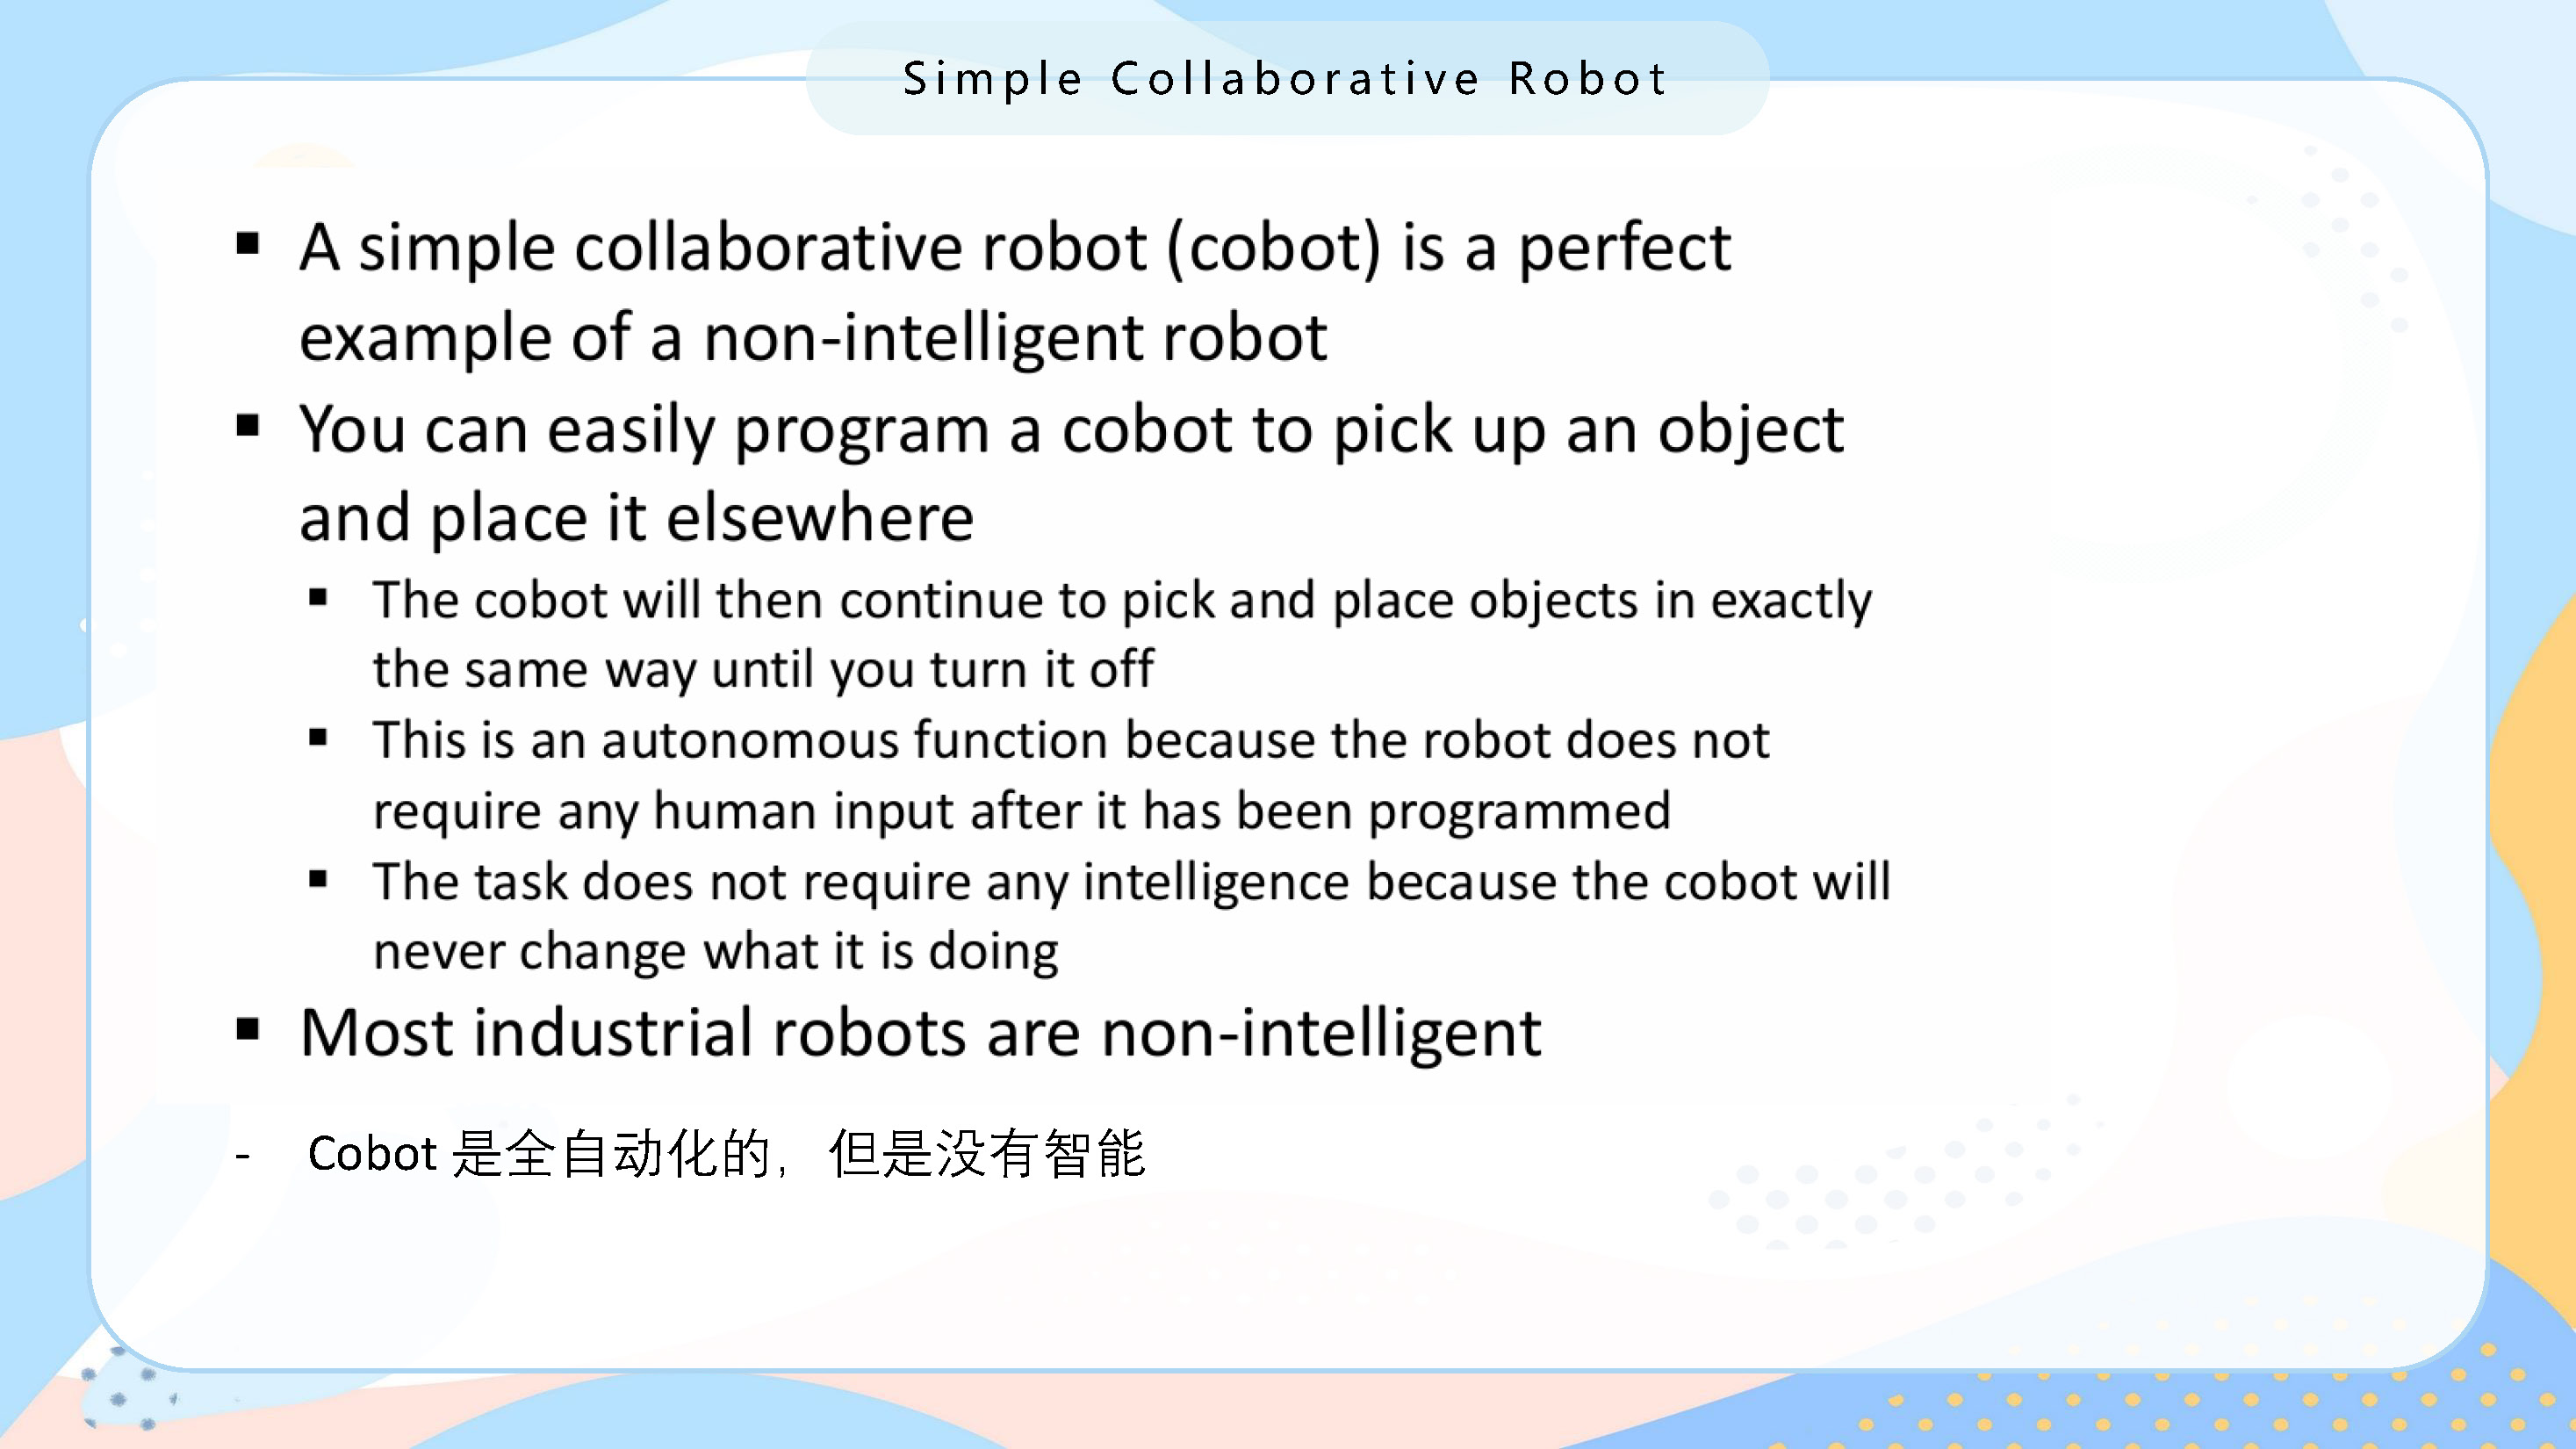 Simple Collaborative Robot
▪ A simple collaborative robot (cobot) is a perfect
example of a non-intelligent robot
▪ You can easily program a cobot to pick up an object
and place it elsewhere
▪ The cobot will then continue to pick and place objects in exactly
the same way until you turn it off
▪ This is an autonomous function because the robot does not
require any human input after it has been programmed
▪ The task does not require any intelligence because the cobot will
never change what it is doing
▪ Most industrial robots are non-intelligent
- Cobot 是全自动化的，但是没有智能